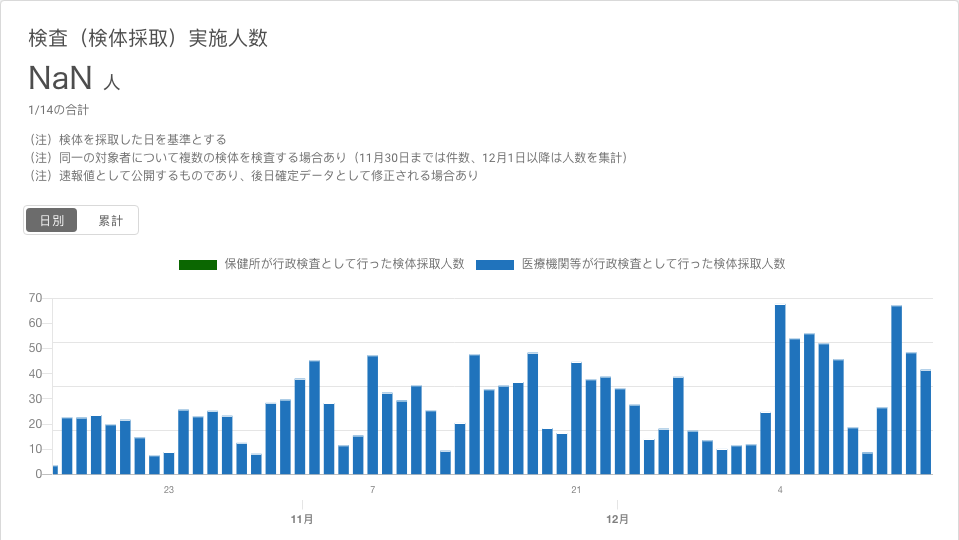 検査（検体採取）実施人数
NaN 人
1/14の合計
（注）検体を採取した日を基準とする
（注）同一の対象者について複数の検体を検査する場合あり（11月30日までは件数、12月1日以降は人数を集計）
（注）速報値として公開するものであり、後日確定データとして修正される場合あり
日別 累計
保健所が行政検査として行った検体採取人数 医療機関等が行政検査として行った検体採取人数
70
60
50
40
30
20
10
0
23 7 21 4
11月 12月